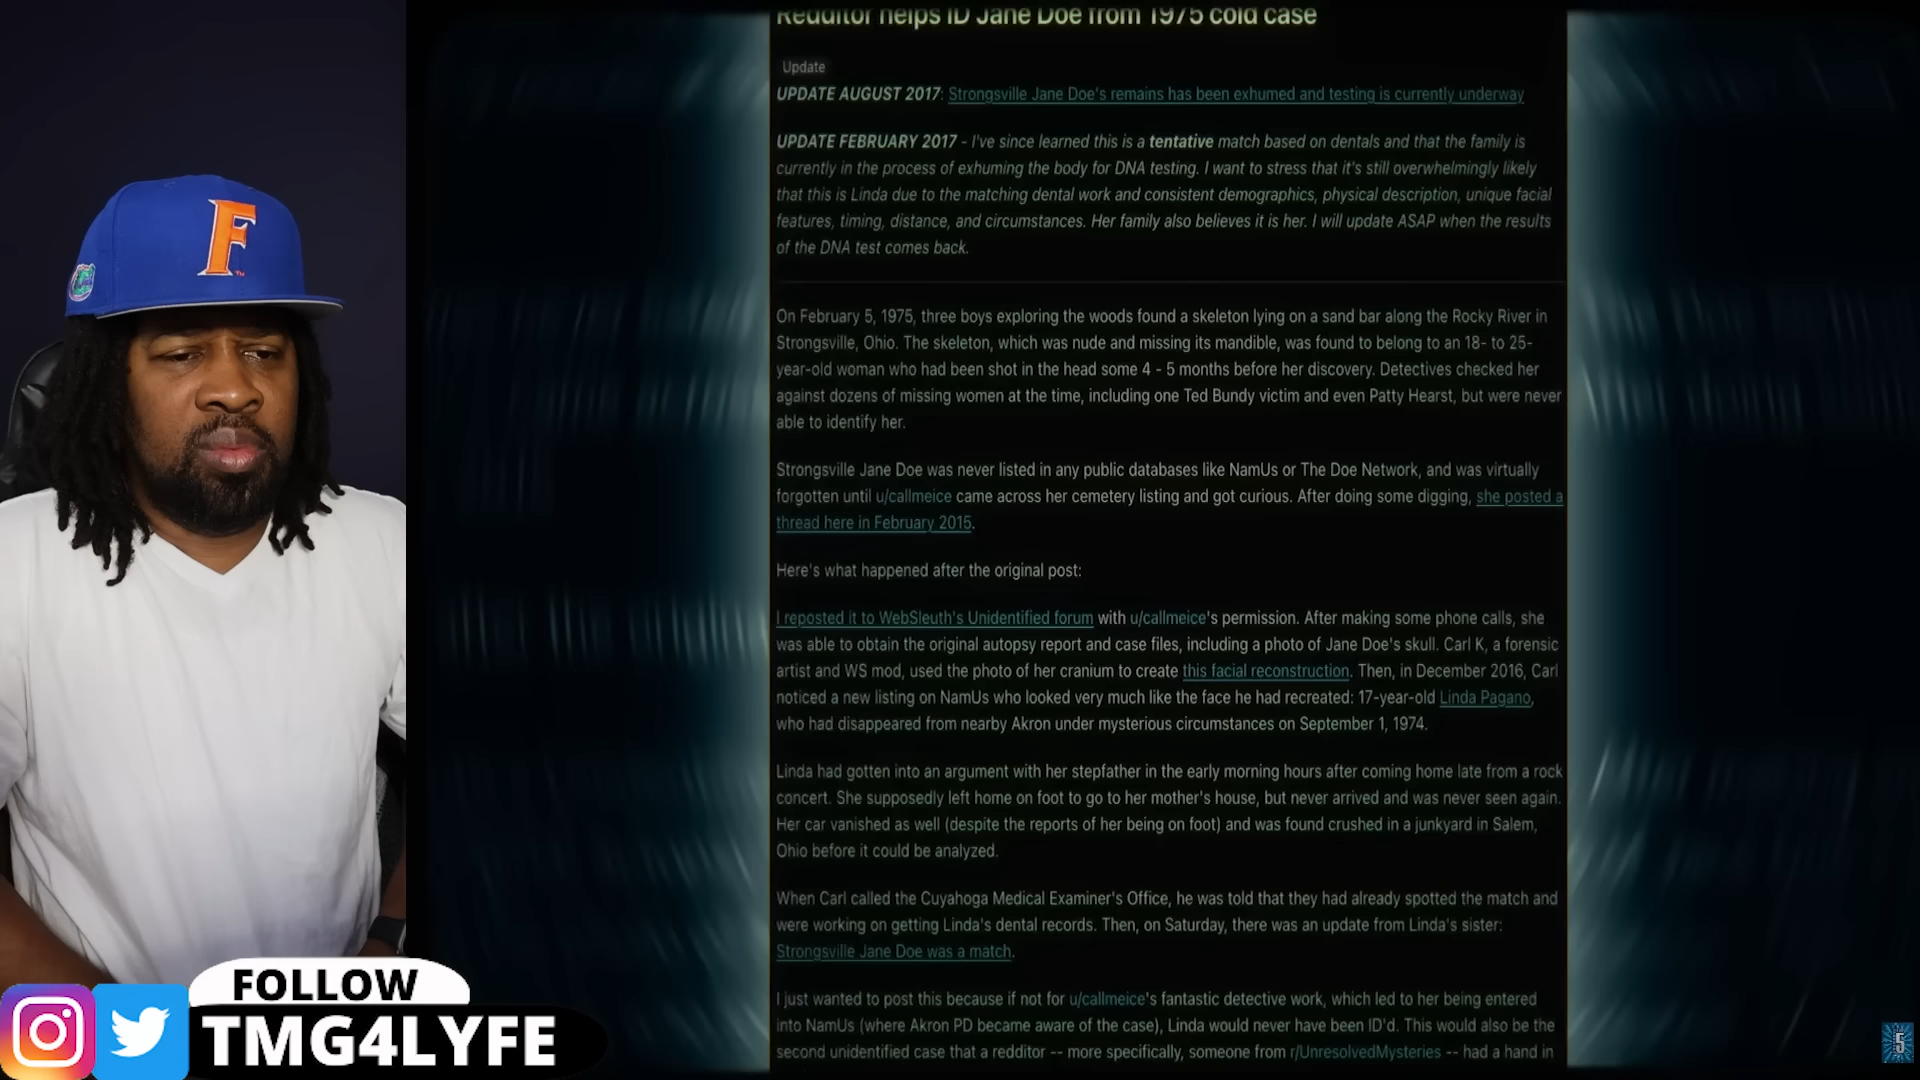 Redditor helps ID Jane Doe from 1975 cold case
Update
UPDATE AUGUST 2017: Strongsville Jane Doe's remains has been exhumed and testing is currently underway
UPDATE FEBRUARY 2017 - I've since learned this is a tentative match based on dentals and that the family is
currently in the process of exhuming the body for DNA testing. I want to stress that it's still overwhelmingly likely
that this is Linda due to the matching dental work and consistent demographics, physical description, unique facial
features, timing, distance, and circumstances. Her family also believes it is her. I will update ASAP when the results
of the DNA test comes back.
On February 5, 1975, three boys exploring the woods found a skeleton lying on a sand bar along the Rocky River in
Strongsville, Ohio. The skeleton, which was nude and missing its mandible, was found to belong to an 18- to 25-
year-old woman who had been shot in the head some 4 - 5 months before her discovery. Detectives checked her
against dozens of missing women at the time, including one Ted Bundy victim and even Patty Hearst, but were never
able to identify her.
Strongsville Jane Doe was never listed in any public databases like NamUs or The Doe Network, and was virtually
forgotten until u/callmeice came across her cemetery listing and got curious. After doing some digging, she posted a
thread here in February 2015.
Here's what happened after the original post:
I reposted it to WebSleuth's Unidentified forum with u/callmeice's permission. After making some phone calls, she
was able to obtain the original autopsy report and case files, including a photo of Jane Doe's skull. Carl K, a forensic
artist and WS mod, used the photo of her cranium to create this facial reconstruction. Then, in December 2016, Carl
noticed a new listing on NamUs who looked very much like the face he had recreated: 17-year-old Linda Pagano,
who had disappeared from nearby Akron under mysterious circumstances on September 1, 1974.
Linda had gotten into an argument with her stepfather in the early morning hours after coming home late from a rock
concert. She supposedly left home on foot to go to her mother's house, but never arrived and was never seen again.
Her car vanished as well (despite the reports of her being on foot) and was found crushed in a junkyard in Salem,
Ohio before it could be analyzed.
When Carl called the Cuyahoga Medical Examiner's Office, he was told that they had already spotted the match and
were working on getting Linda's dental records. Then, on Saturday, there was an update from Linda's sister:
Strongsville Jane Doe was a match.
I just wanted to post this because if not for u/callmeice's fantastic detective work, which led to her being entered
into NamUs (where Akron PD became aware of the case), Linda would never have been ID'd. This would also be the
second unidentified case that a redditor -- more specifically, someone from r/UnresolvedMysteries -- had a hand in
F
FOLLOW
TMG4LYFE
5